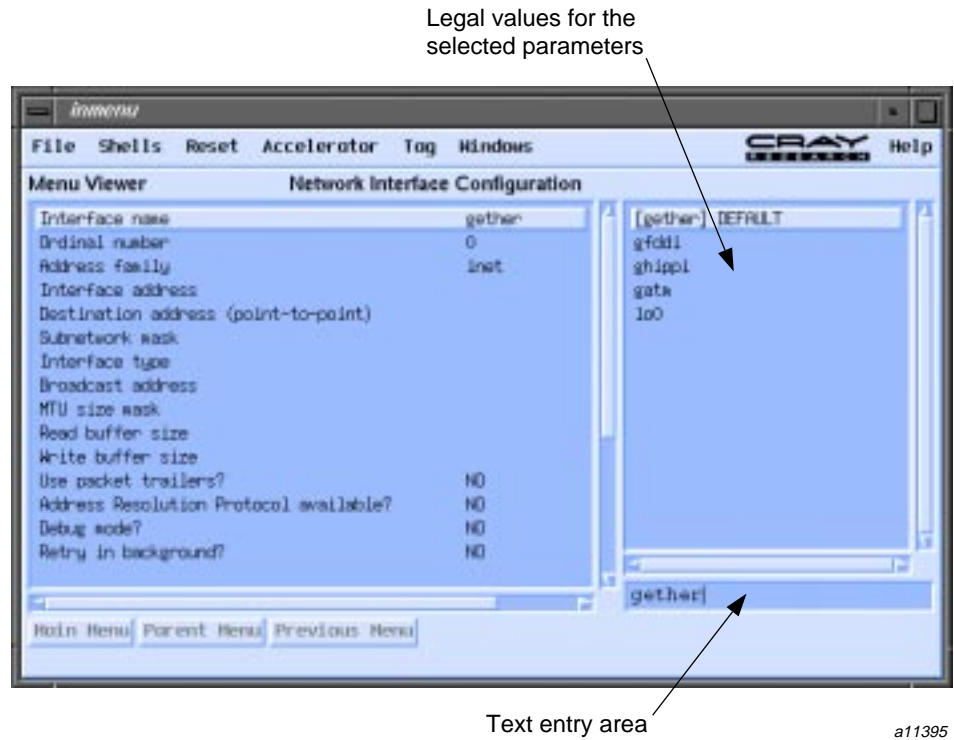 Legal values for the
selected parameters
inmenu
File Shells Reset Accelerator Tag Windows CRAY RESEARCH Help
Menu Viewer Network Interface Configuration
Interface name gether
Ordinal number 0
Address family inet
Interface address
Destination address (point-to-point)
Subnetwork mask
Interface type
Broadcast address
MTU size mask
Read buffer size
Write buffer size
Use packet trailers? NO
Address Resolution Protocol available? NO
Debug mode? NO
Retry in background? NO
[gether] DEFAULT
gfddi
ghippi
gatm
lo0
gether
Main Menu Parent Menu Previous Menu
Text entry area
a11395